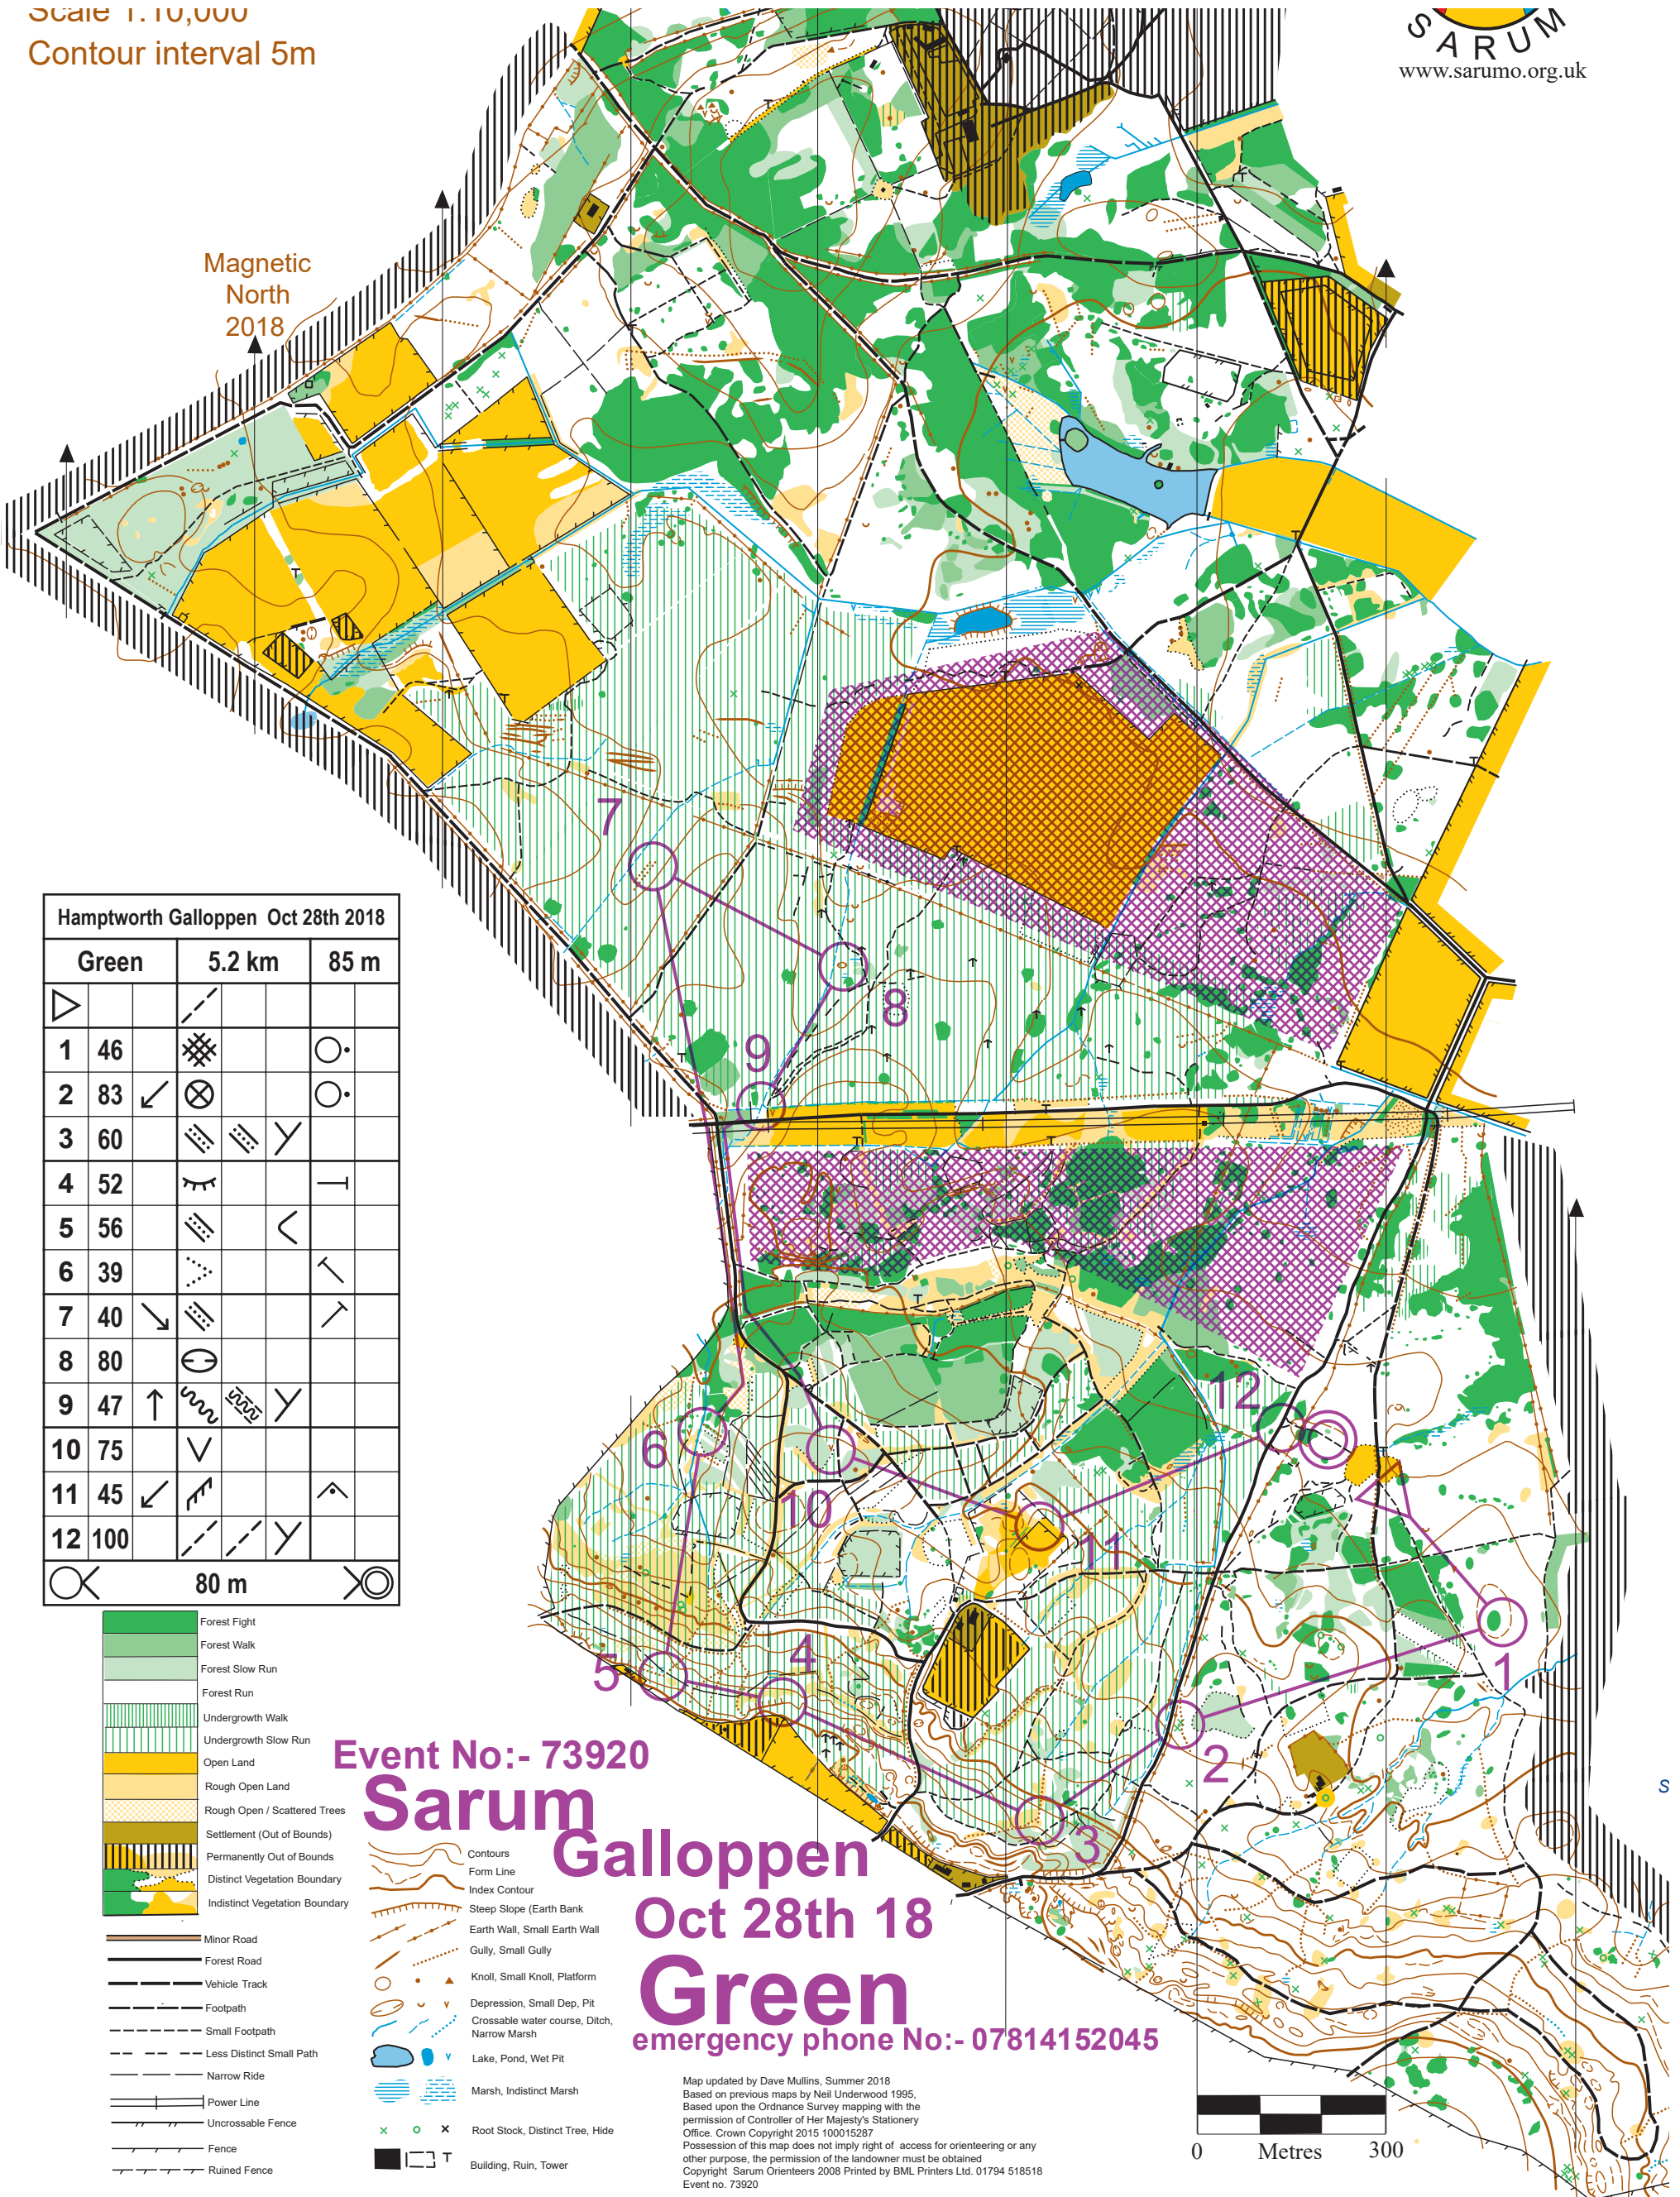 Scale 1:10,000
Contour interval 5m
SARUM
www.sarumo.org.uk
Magnetic
North
2018
7
8
9
6
10
11
12
5
4
1
2
3
Hamptworth Galloppen Oct 28th 2018
Green 5.2 km 85 m
1 46
2 83
3 60
4 52
5 56
6 39
7 40
8 80
9 47
10 75
11 45
12 100
80 m
Forest Fight
Forest Walk
Forest Slow Run
Forest Run
Undergrowth Walk
Undergrowth Slow Run
Open Land
Rough Open Land
Rough Open / Scattered Trees
Settlement (Out of Bounds)
Permanently Out of Bounds
Distinct Vegetation Boundary
Indistinct Vegetation Boundary
Minor Road
Forest Road
Vehicle Track
Footpath
Small Footpath
Less Distinct Small Path
Narrow Ride
Power Line
Uncrossable Fence
Fence
Ruined Fence
Event No:- 73920
Sarum
Galloppen
Oct 28th 18
Green
emergency phone No:- 07814152045
Contours
Form Line
Index Contour
Steep Slope (Earth Bank
Earth Wall, Small Earth Wall
Gully, Small Gully
Knoll, Small Knoll, Platform
Depression, Small Dep, Pit
Crossable water course, Ditch,
Narrow Marsh
Lake, Pond, Wet Pit
Marsh, Indistinct Marsh
Root Stock, Distinct Tree, Hide
Building, Ruin, Tower
Map updated by Dave Mullins, Summer 2018
Based on previous maps by Neil Underwood 1995,
Based upon the Ordnance Survey mapping with the
permission of Controller of Her Majesty's Stationery
Office. Crown Copyright 2015 100015287
Possession of this map does not imply right of access for orienteering or any
other purpose, the permission of the landowner must be obtained
Copyright Sarum Orienteers 2008 Printed by BML Printers Ltd. 01794 518518
Event no. 73920
0 Metres 300
S